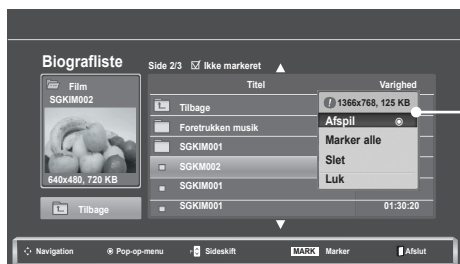 Biografliste
Side 2/3 ☑ Ikke markeret
Film
SGKIM002
640x480, 720 KB
Tilbage
Titel Varighed
Tilbage
Foretrukken musik
SGKIM001
SGKM002
SGKIM001
SGKIM001 01:30:20
1366x768, 125 KB
Afspil
Marker alle
Slet
Luk
Navigation Pop-op-menu Sideskift MARK Marker Afslut